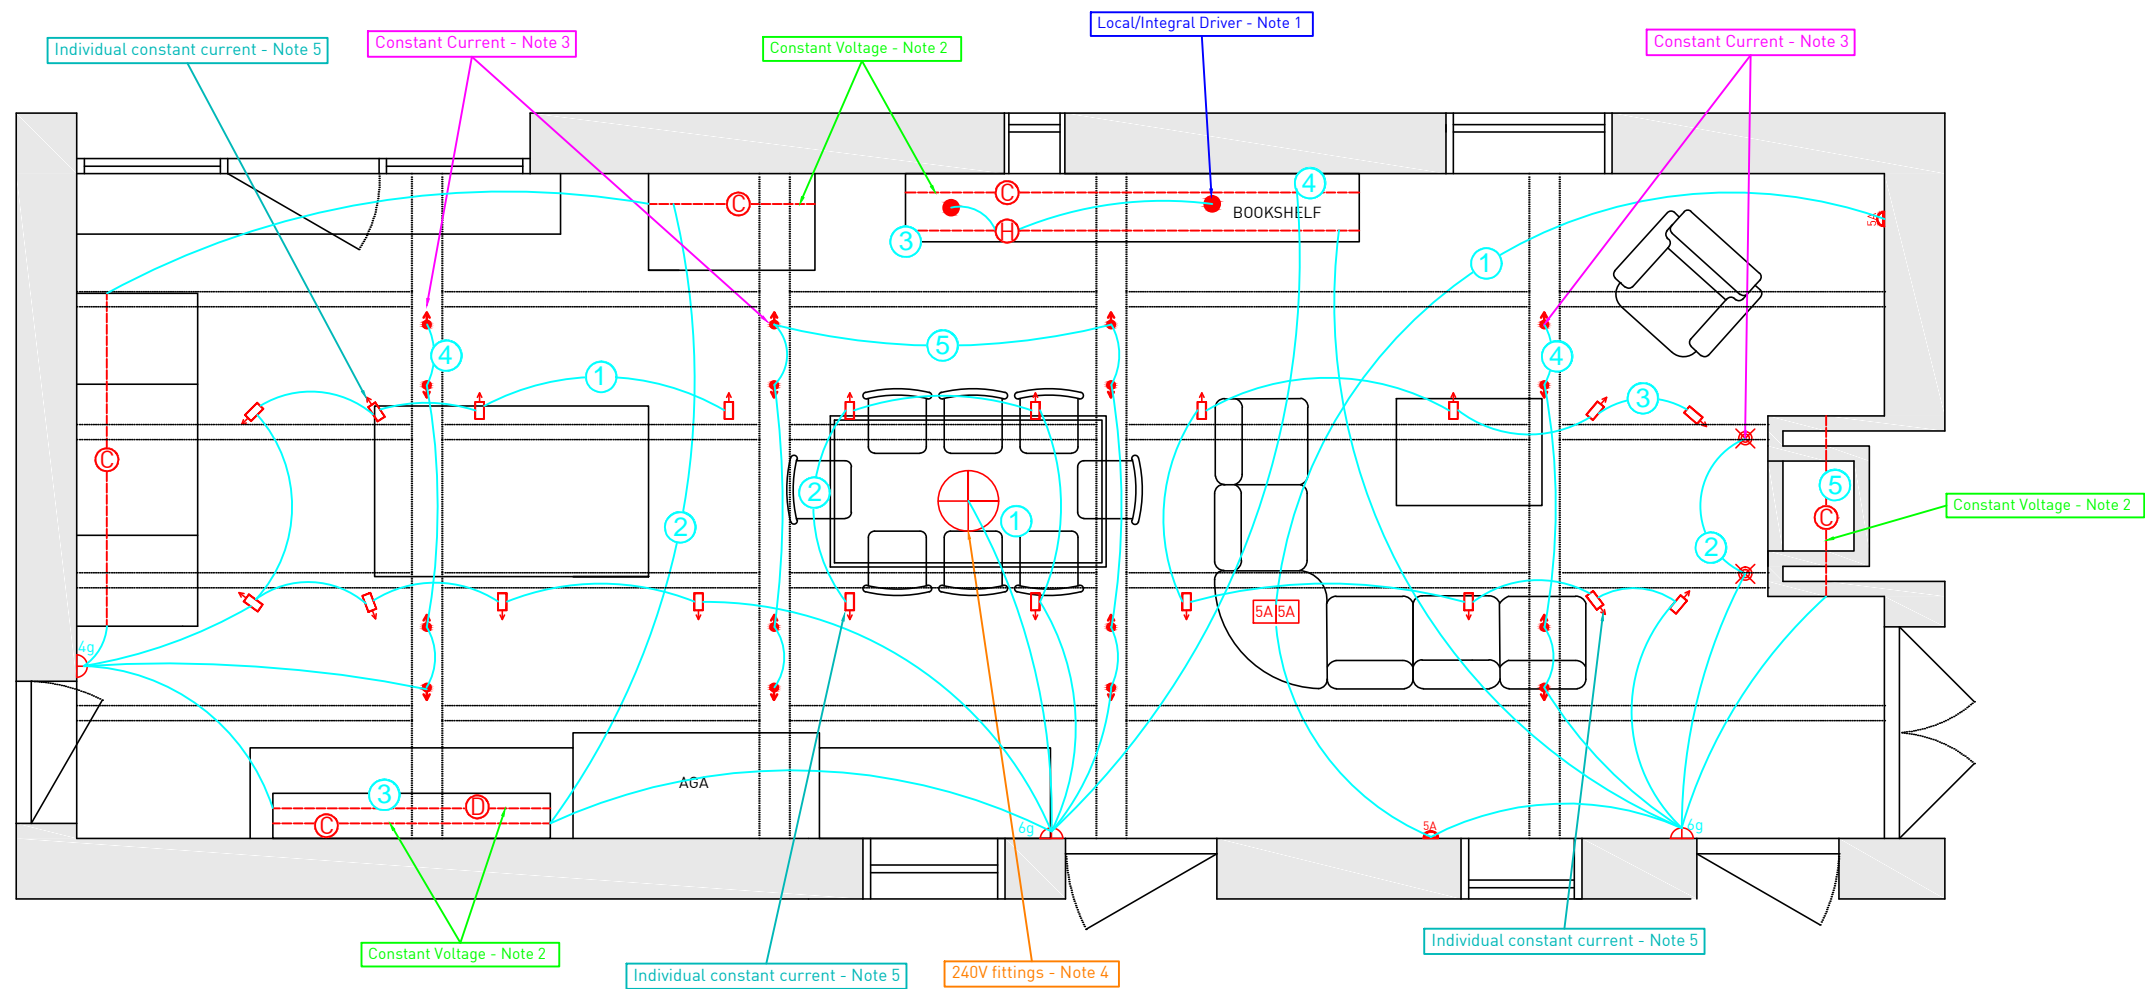 Local/Integral Driver - Note 1
Individual constant current - Note 5
Constant Current - Note 3
Constant Voltage - Note 2
Constant Current - Note 3
4
C
C
BOOKSHELF
5A
3
H
1
5
4
4
1
3
C
2
1
5
C
Constant Voltage - Note 2
2
2
5A 5A
4g
AGA
3
D
C
6g
5A
6g
Individual constant current - Note 5
Constant Voltage - Note 2
Individual constant current - Note 5
240V fittings - Note 4